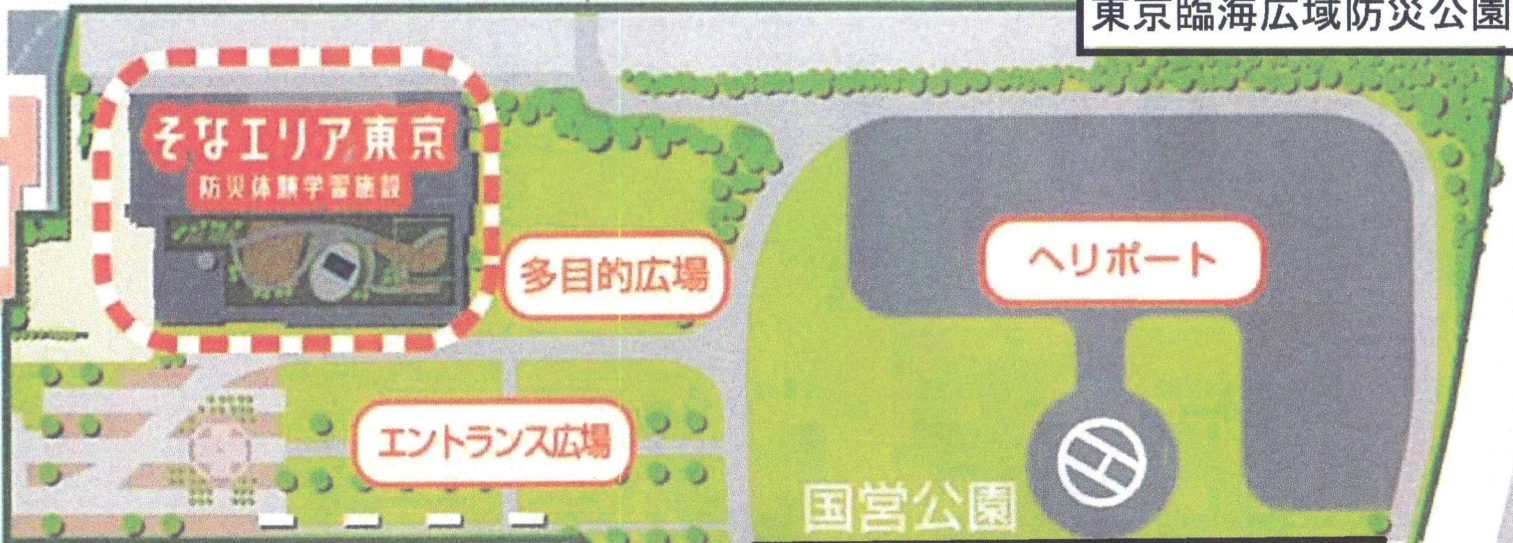 東京臨海広域防災公園
そなエリア東京
防災体験学習施設
多目的広場
ヘリポート
エントランス広場
国営公園
H